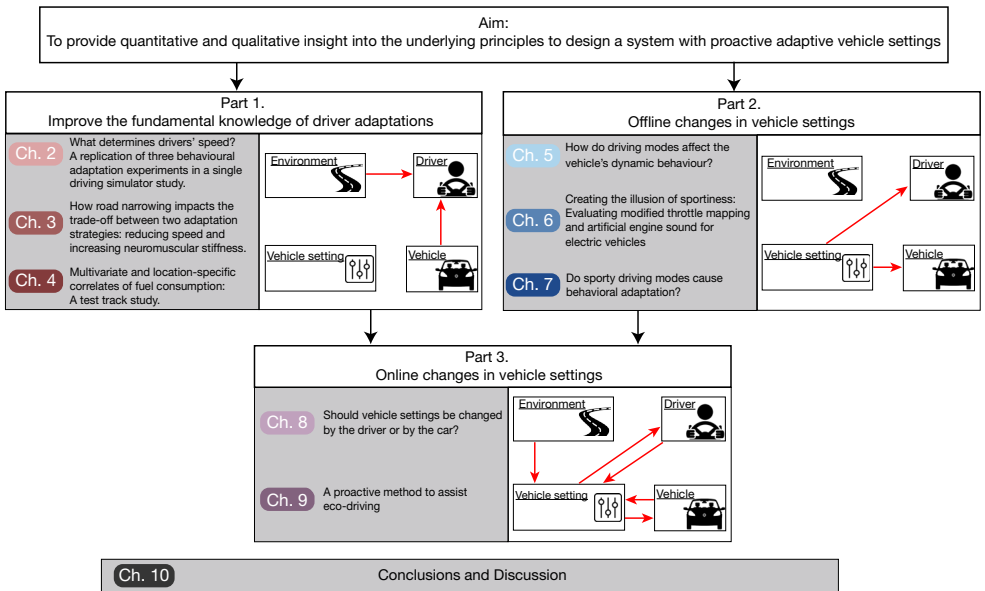 Aim:
To provide quantitative and qualitative insight into the underlying principles to design a system with proactive adaptive vehicle settings
Part 1.
Improve the fundamental knowledge of driver adaptations
Ch. 2
What determines drivers' speed?
A replication of three behavioural
adaptation experiments in a single
driving simulator study.
Ch. 3
How road narrowing impacts the
trade-off between two adaptation
strategies: reducing speed and
increasing neuromuscular stiffness.
Ch. 4
Multivariate and location-specific
correlates of fuel consumption:
A test track study.
Environment
Driver
Vehicle setting
Vehicle
Part 2.
Offline changes in vehicle settings
Ch. 5
How do driving modes affect the
vehicle's dynamic behaviour?
Ch. 6
Creating the illusion of sportiness:
Evaluating modified throttle mapping
and artificial engine sound for
electric vehicles
Ch. 7
Do sporty driving modes cause
behavioral adaptation?
Environment
Driver
Vehicle setting
Vehicle
Part 3.
Online changes in vehicle settings
Ch. 8
Should vehicle settings be changed
by the driver or by the car?
Ch. 9
A proactive method to assist
eco-driving
Environment
Driver
Vehicle setting
Vehicle
Ch. 10
Conclusions and Discussion